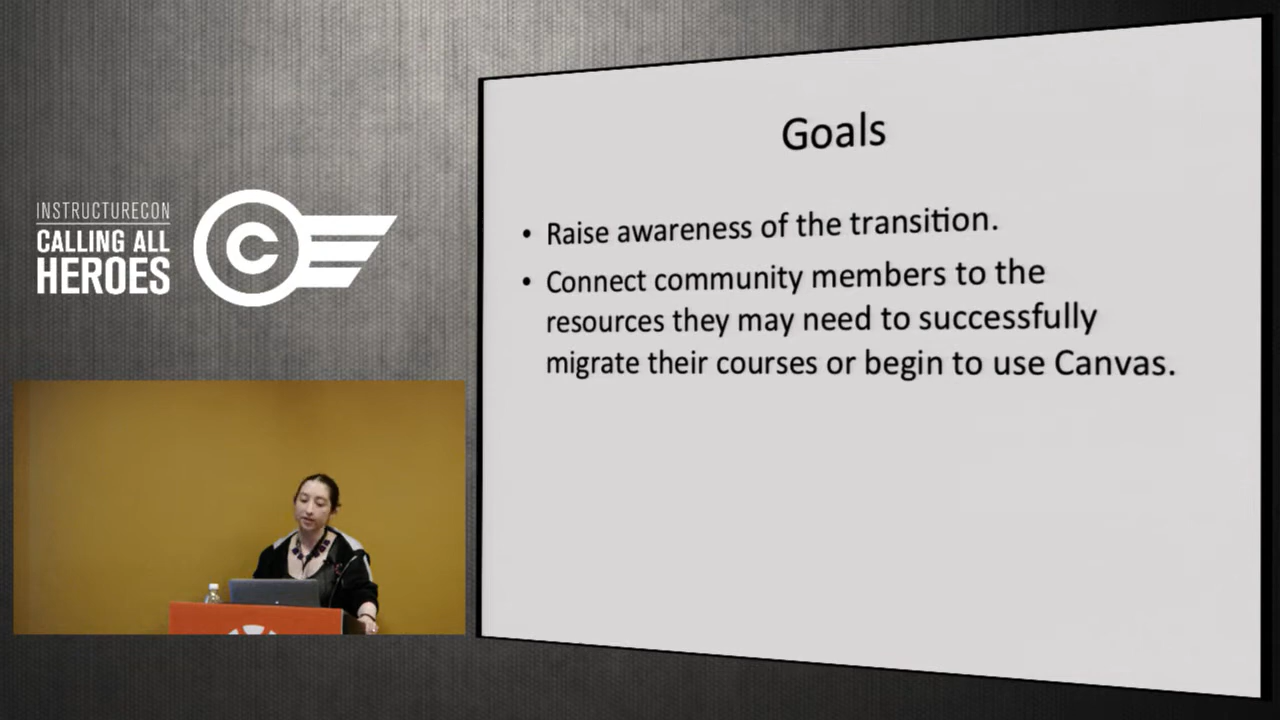 INSTRUCTURECON
CALLING ALL
HEROES
C
Goals
• Raise awareness of the transition.
• Connect community members to the
resources they may need to successfully
migrate their courses or begin to use Canvas.